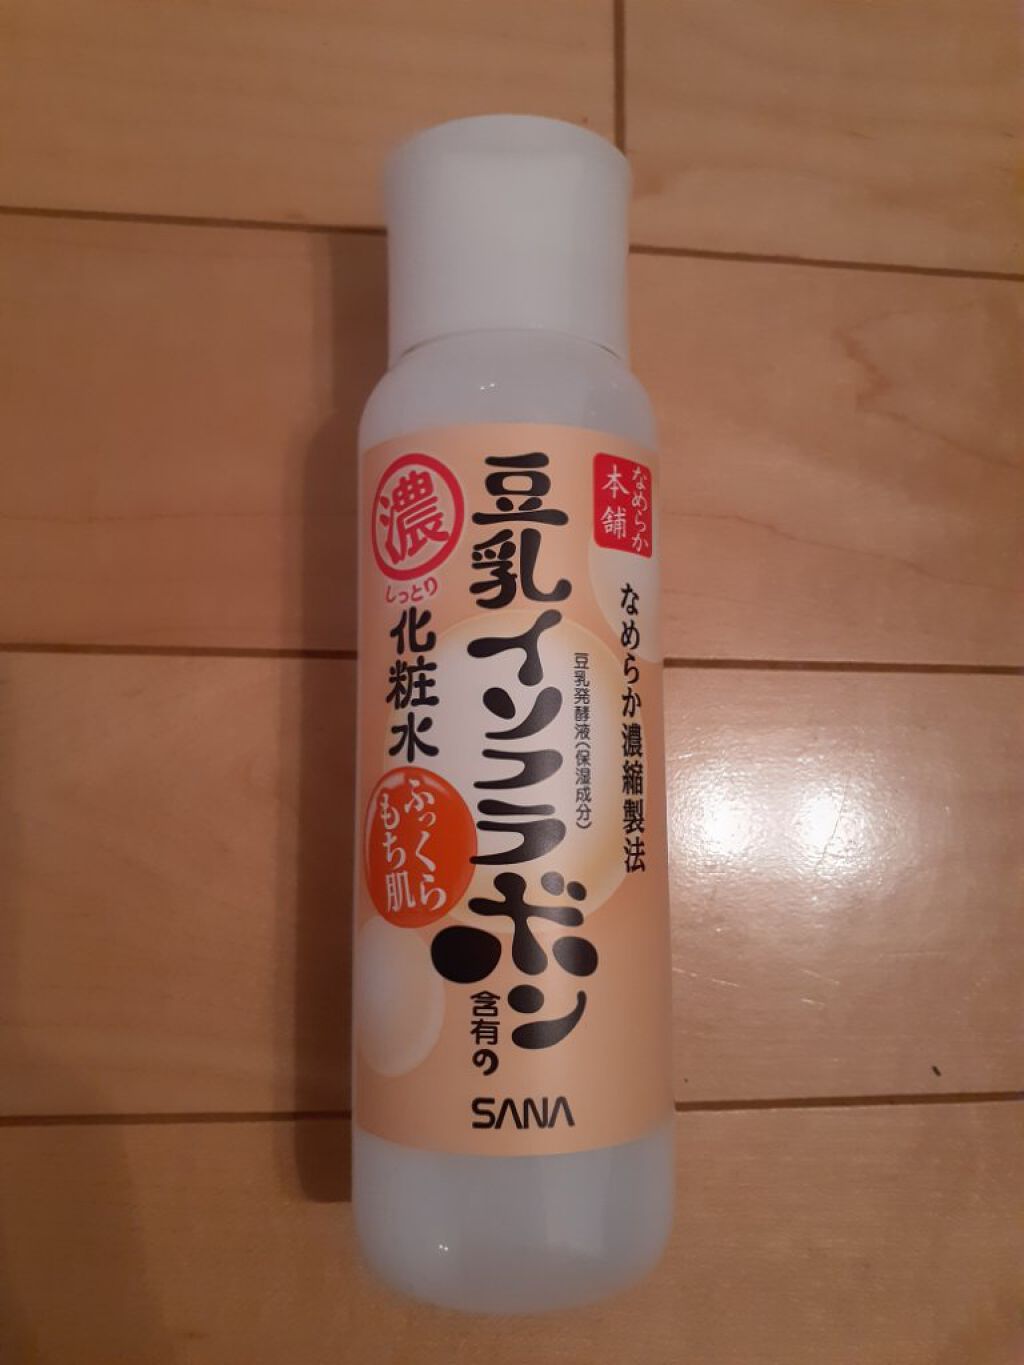 なめらか
本舗
なめらか濃縮製法
豆乳発酵液(保湿成分)
豆乳イソフラボン
含有の
濃
しっとり
化粧水
ふっくら
もち肌
SANA